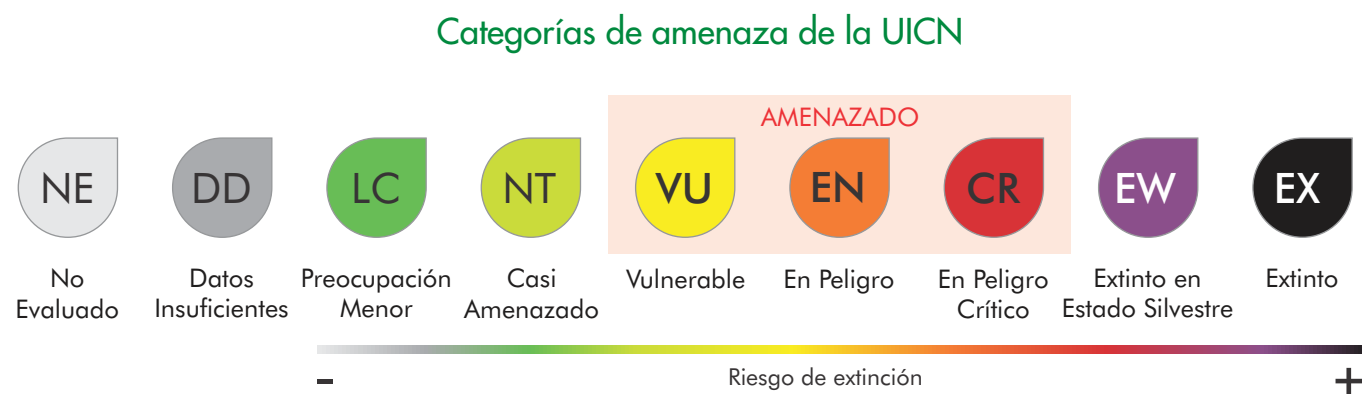 Categorías de amenaza de la UICN
AMENAZADO
NE
DD
LC
NT
VU
EN
CR
EW
EX
No
Evaluado
Datos
Insuficientes
Preocupación
Menor
Casi
Amenazado
Vulnerable
En Peligro
En Peligro
Crítico
Extinto en
Estado Silvestre
Extinto
- Riesgo de extinción +